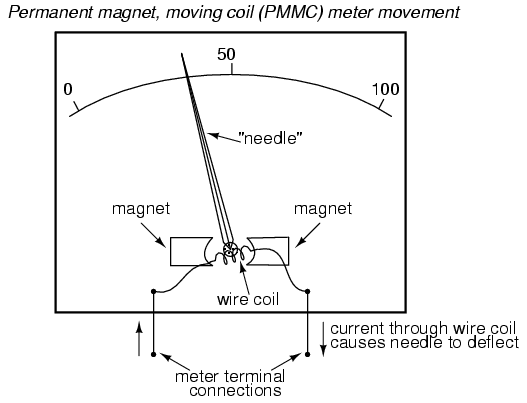 Permanent magnet, moving coil (PMMC) meter movement
50
0
100
"needle"
magnet
magnet
wire coil
current through wire coil
causes needle to deflect
meter terminal
connections